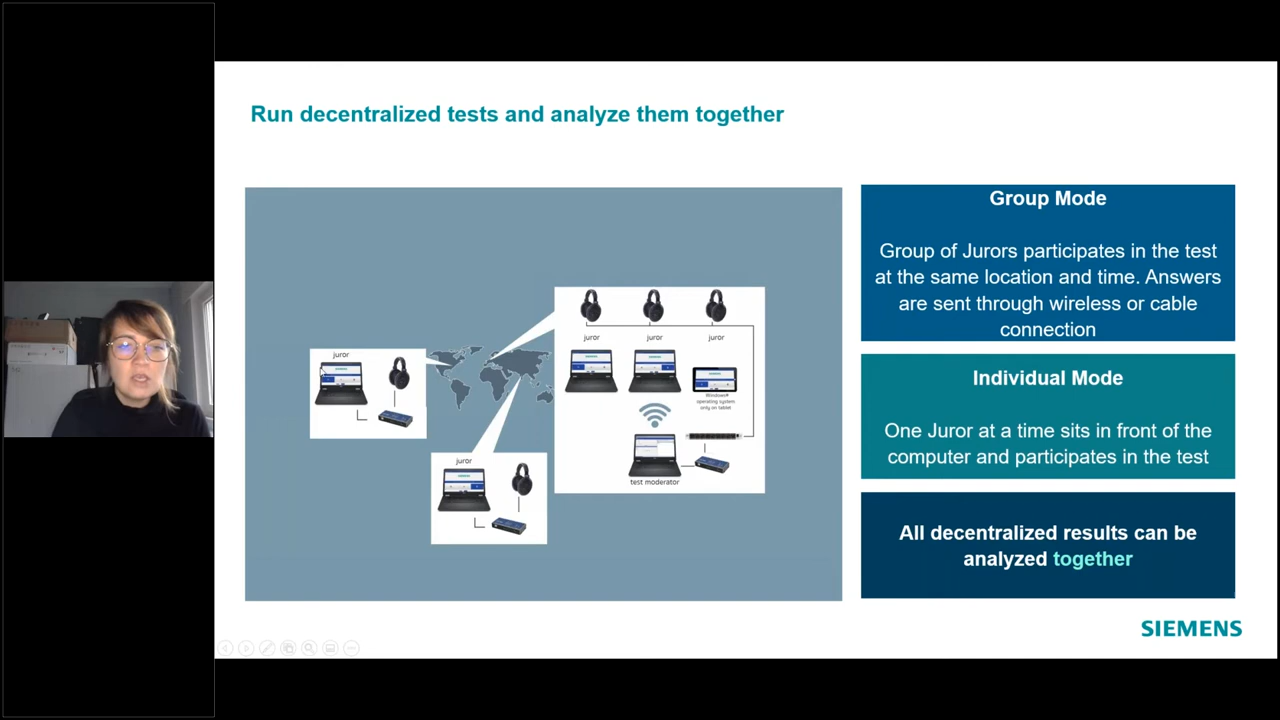 Run decentralized tests and analyze them together
Group Mode
Group of Jurors participates in the test
at the same location and time. Answers
are sent through wireless or cable
connection
Individual Mode
One Juror at a time sits in front of the
computer and participates in the test
All decentralized results can be
analyzed together
juror
juror
juror
juror
juror
Windows®
operating system
only on tablet
test moderator
SIEMENS